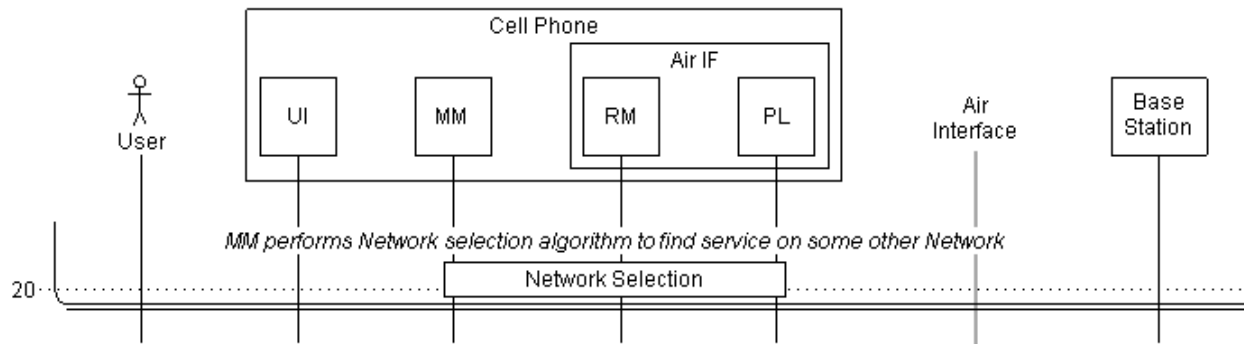 Cell Phone
Air IF
User
UI
MM
RM
PL
Air
Interface
Base
Station
MM performs Network selection algorithm to find service on some other Network
Network Selection
20